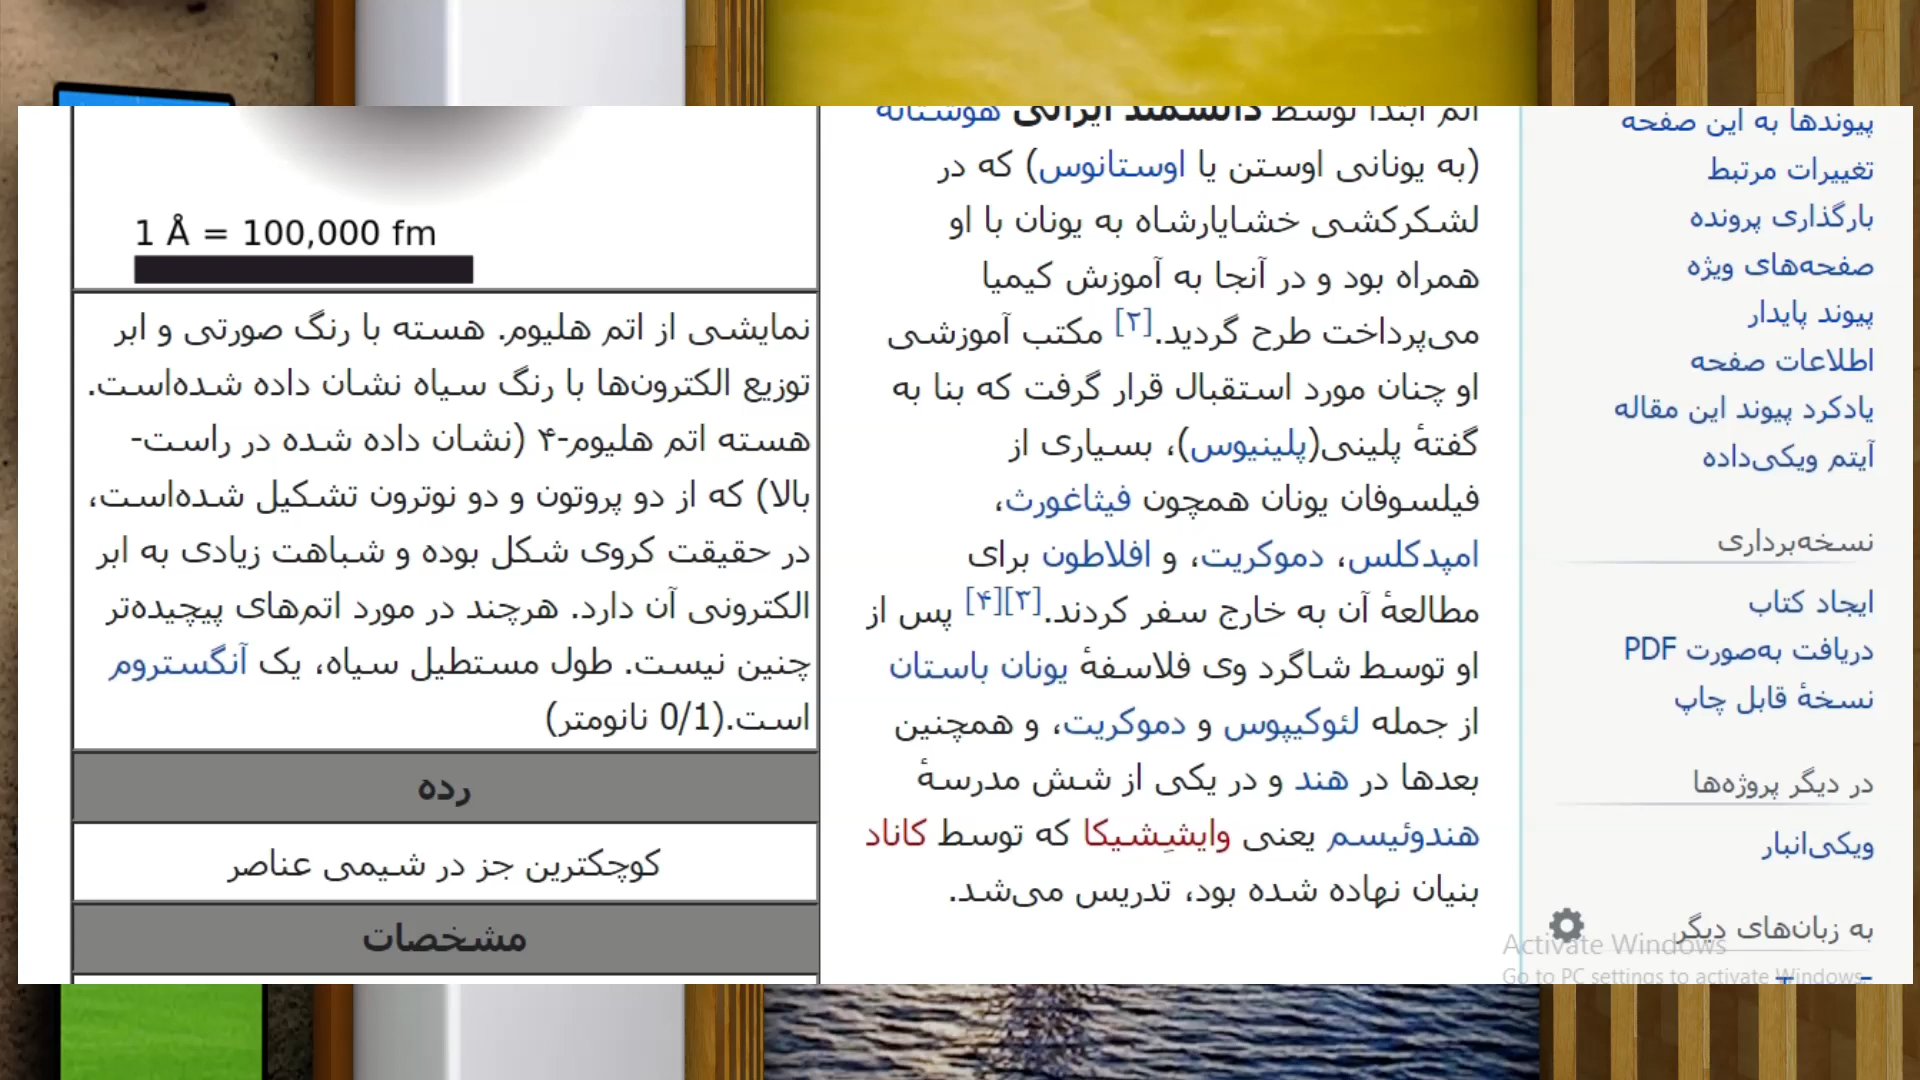 اتم ابتدا توسط دانشمند ایرانی هوشتانه
(به یونانی اوستن یا اوستانوس) که در
لشکرکشی خشایارشاه به یونان با او
همراه بود و در آنجا به آموزش کیمیا
می‌پرداخت طرح گردید.[۲] مکتب آموزشی
او چنان مورد استقبال قرار گرفت که بنا به
گفتهٔ پلینی(پلینیوس)، بسیاری از
فیلسوفان یونان همچون فیثاغورث،
امپدکلس، دموکریت، و افلاطون برای
مطالعهٔ آن به خارج سفر کردند.[۳][۴] پس از
او توسط شاگرد وی فلاسفهٔ یونان باستان
از جمله لئوکیپوس و دموکریت، و همچنین
بعدها در هند و در یکی از شش مدرسهٔ
هندوئیسم یعنی وایشِشیکا که توسط کاناد
بنیان نهاده شده بود، تدریس می‌شد.
1 Å = 100,000 fm
نمایشی از اتم هلیوم. هسته با رنگ صورتی و ابر
توزیع الکترون‌ها با رنگ سیاه نشان داده شده‌است.
هسته اتم هلیوم-۴ (نشان داده شده در راست-
بالا) که از دو پروتون و دو نوترون تشکیل شده‌است،
در حقیقت کروی شکل بوده و شباهت زیادی به ابر
الکترونی آن دارد. هرچند در مورد اتم‌های پیچیده‌تر
چنین نیست. طول مستطیل سیاه، یک آنگستروم
است.(0/1 نانومتر)
رده
کوچکترین جز در شیمی عناصر
مشخصات
پیوندها به این صفحه
تغییرات مرتبط
بارگذاری پرونده
صفحه‌های ویژه
پیوند پایدار
اطلاعات صفحه
یادکرد پیوند این مقاله
آیتم ویکی‌داده
نسخه‌برداری
ایجاد کتاب
دریافت به‌صورت PDF
نسخهٔ قابل چاپ
در دیگر پروژه‌ها
ویکی‌انبار
به زبان‌های دیگر
Activate Windows
Go to PC settings to activate Windows.